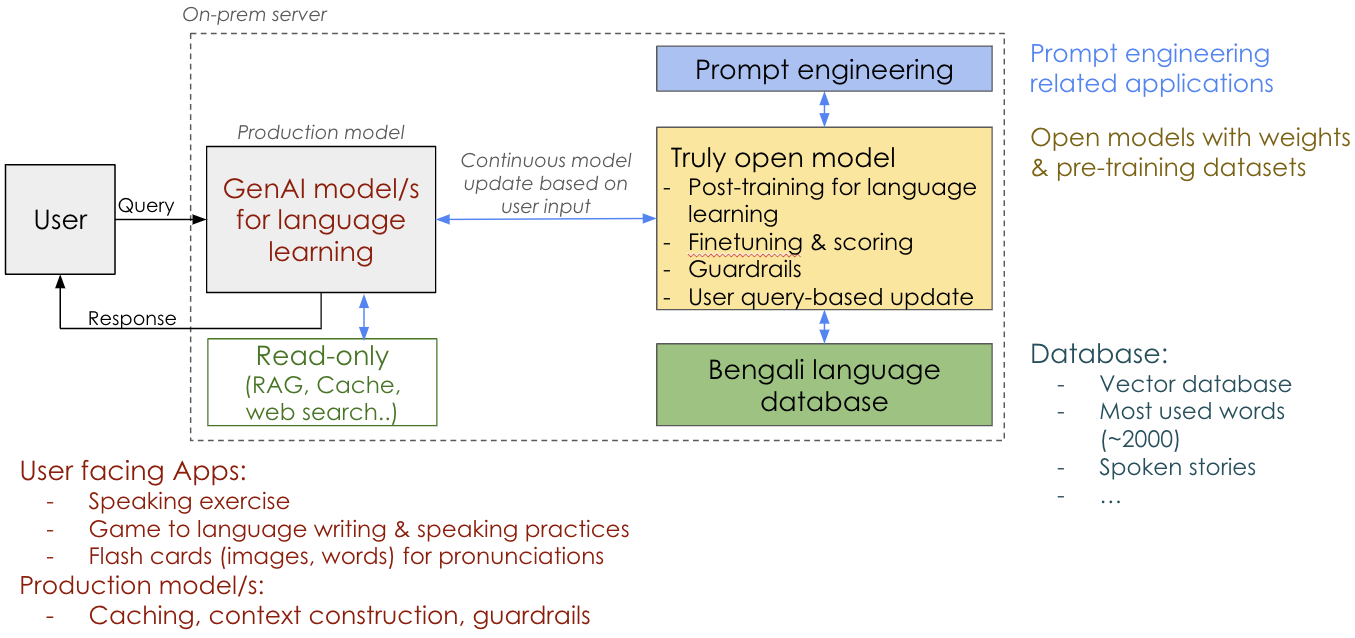 On-prem server
Prompt engineering
Prompt engineering
related applications
Production model
Continuous model
update based on
user input
Truly open model
- Post-training for language
learning
- Finetuning & scoring
- Guardrails
- User query-based update
Open models with weights
& pre-training datasets
User
Query
GenAI model/s
for language
learning
Response
Read-only
(RAG, Cache,
web search..)
Bengali language
database
Database:
- Vector database
- Most used words
(~2000)
- Spoken stories
- …
User facing Apps:
- Speaking exercise
- Game to language writing & speaking practices
- Flash cards (images, words) for pronunciations
Production model/s:
- Caching, context construction, guardrails